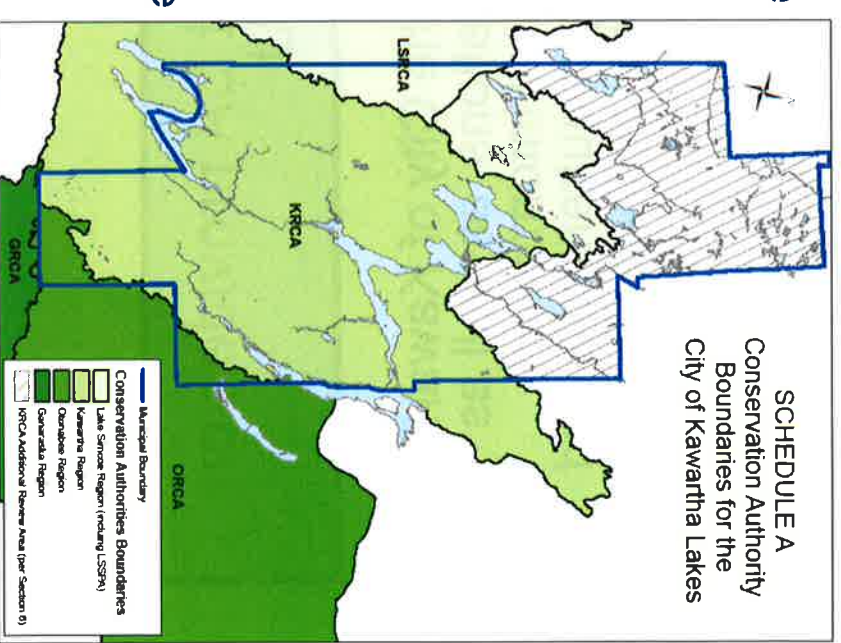 SCHEDULE A
Conservation Authority
Boundaries for the
City of Kawartha Lakes
LSRCA
KRCA
GRCA
ORCA
Municipal Boundary
Conservation Authorities Boundaries
Lake Simcoe Region (incluing LSSPA)
Kawartha Region
Otonabee Region
Ganaraska Region
KRCA Additional Review Area (per Section 6)